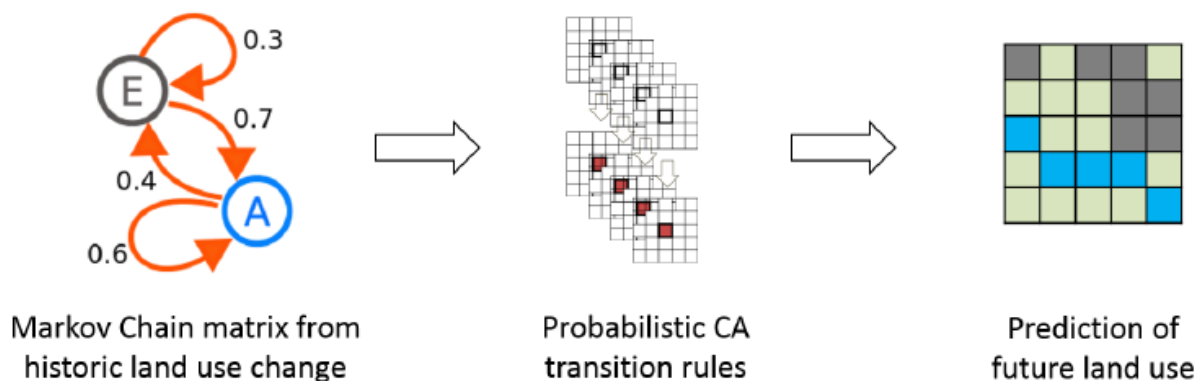 0.3
E
0.7
0.4
A
0.6
Markov Chain matrix from
historic land use change
Probabilistic CA
transition rules
Prediction of
future land use